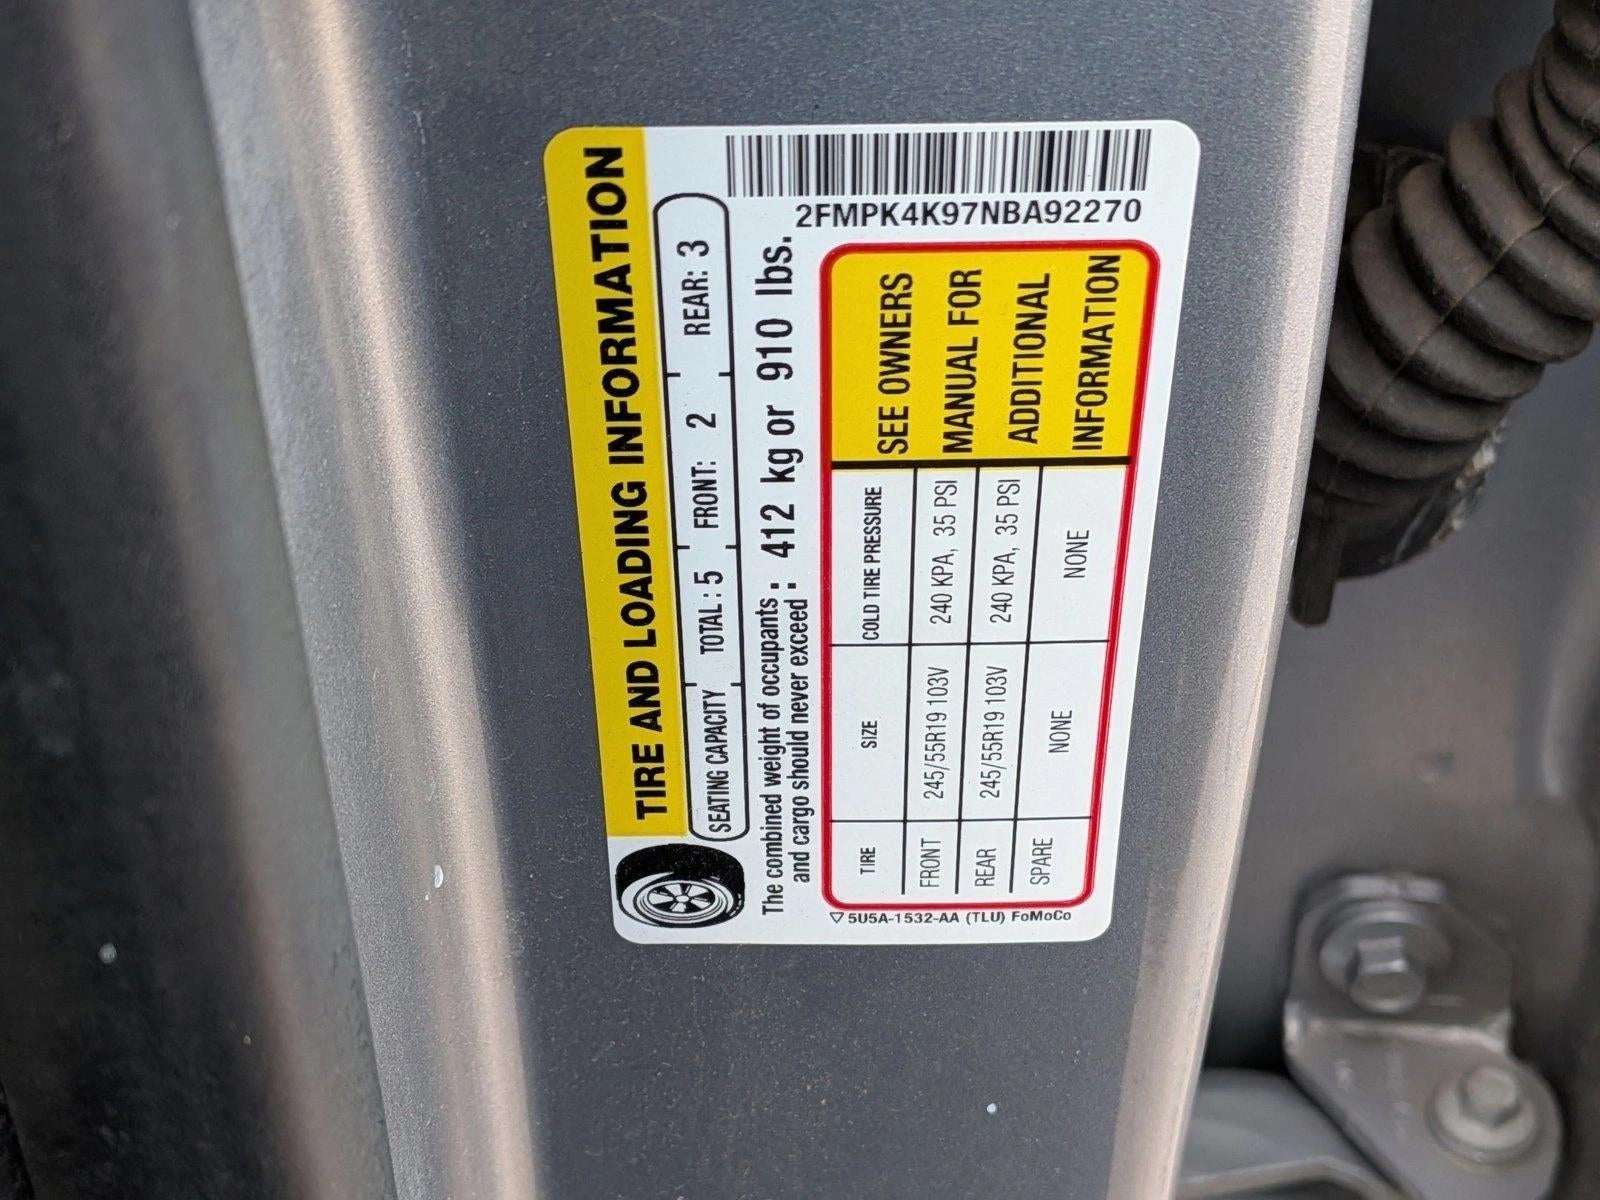 TIRE AND LOADING INFORMATION
SEATING CAPACITY TOTAL : 5 FRONT: 2 REAR: 3
The combined weight of occupants and cargo should never exceed : 412 kg or 910 lbs.
TIRE SIZE COLD TIRE PRESSURE
FRONT 245/55R19 103V 240 KPA, 35 PSI
REAR 245/55R19 103V 240 KPA, 35 PSI
SPARE NONE NONE
SEE OWNERS
MANUAL FOR
ADDITIONAL
INFORMATION
2FMPK4K97NBA92270
5U5A-1532-AA (TLU) FoMoCo